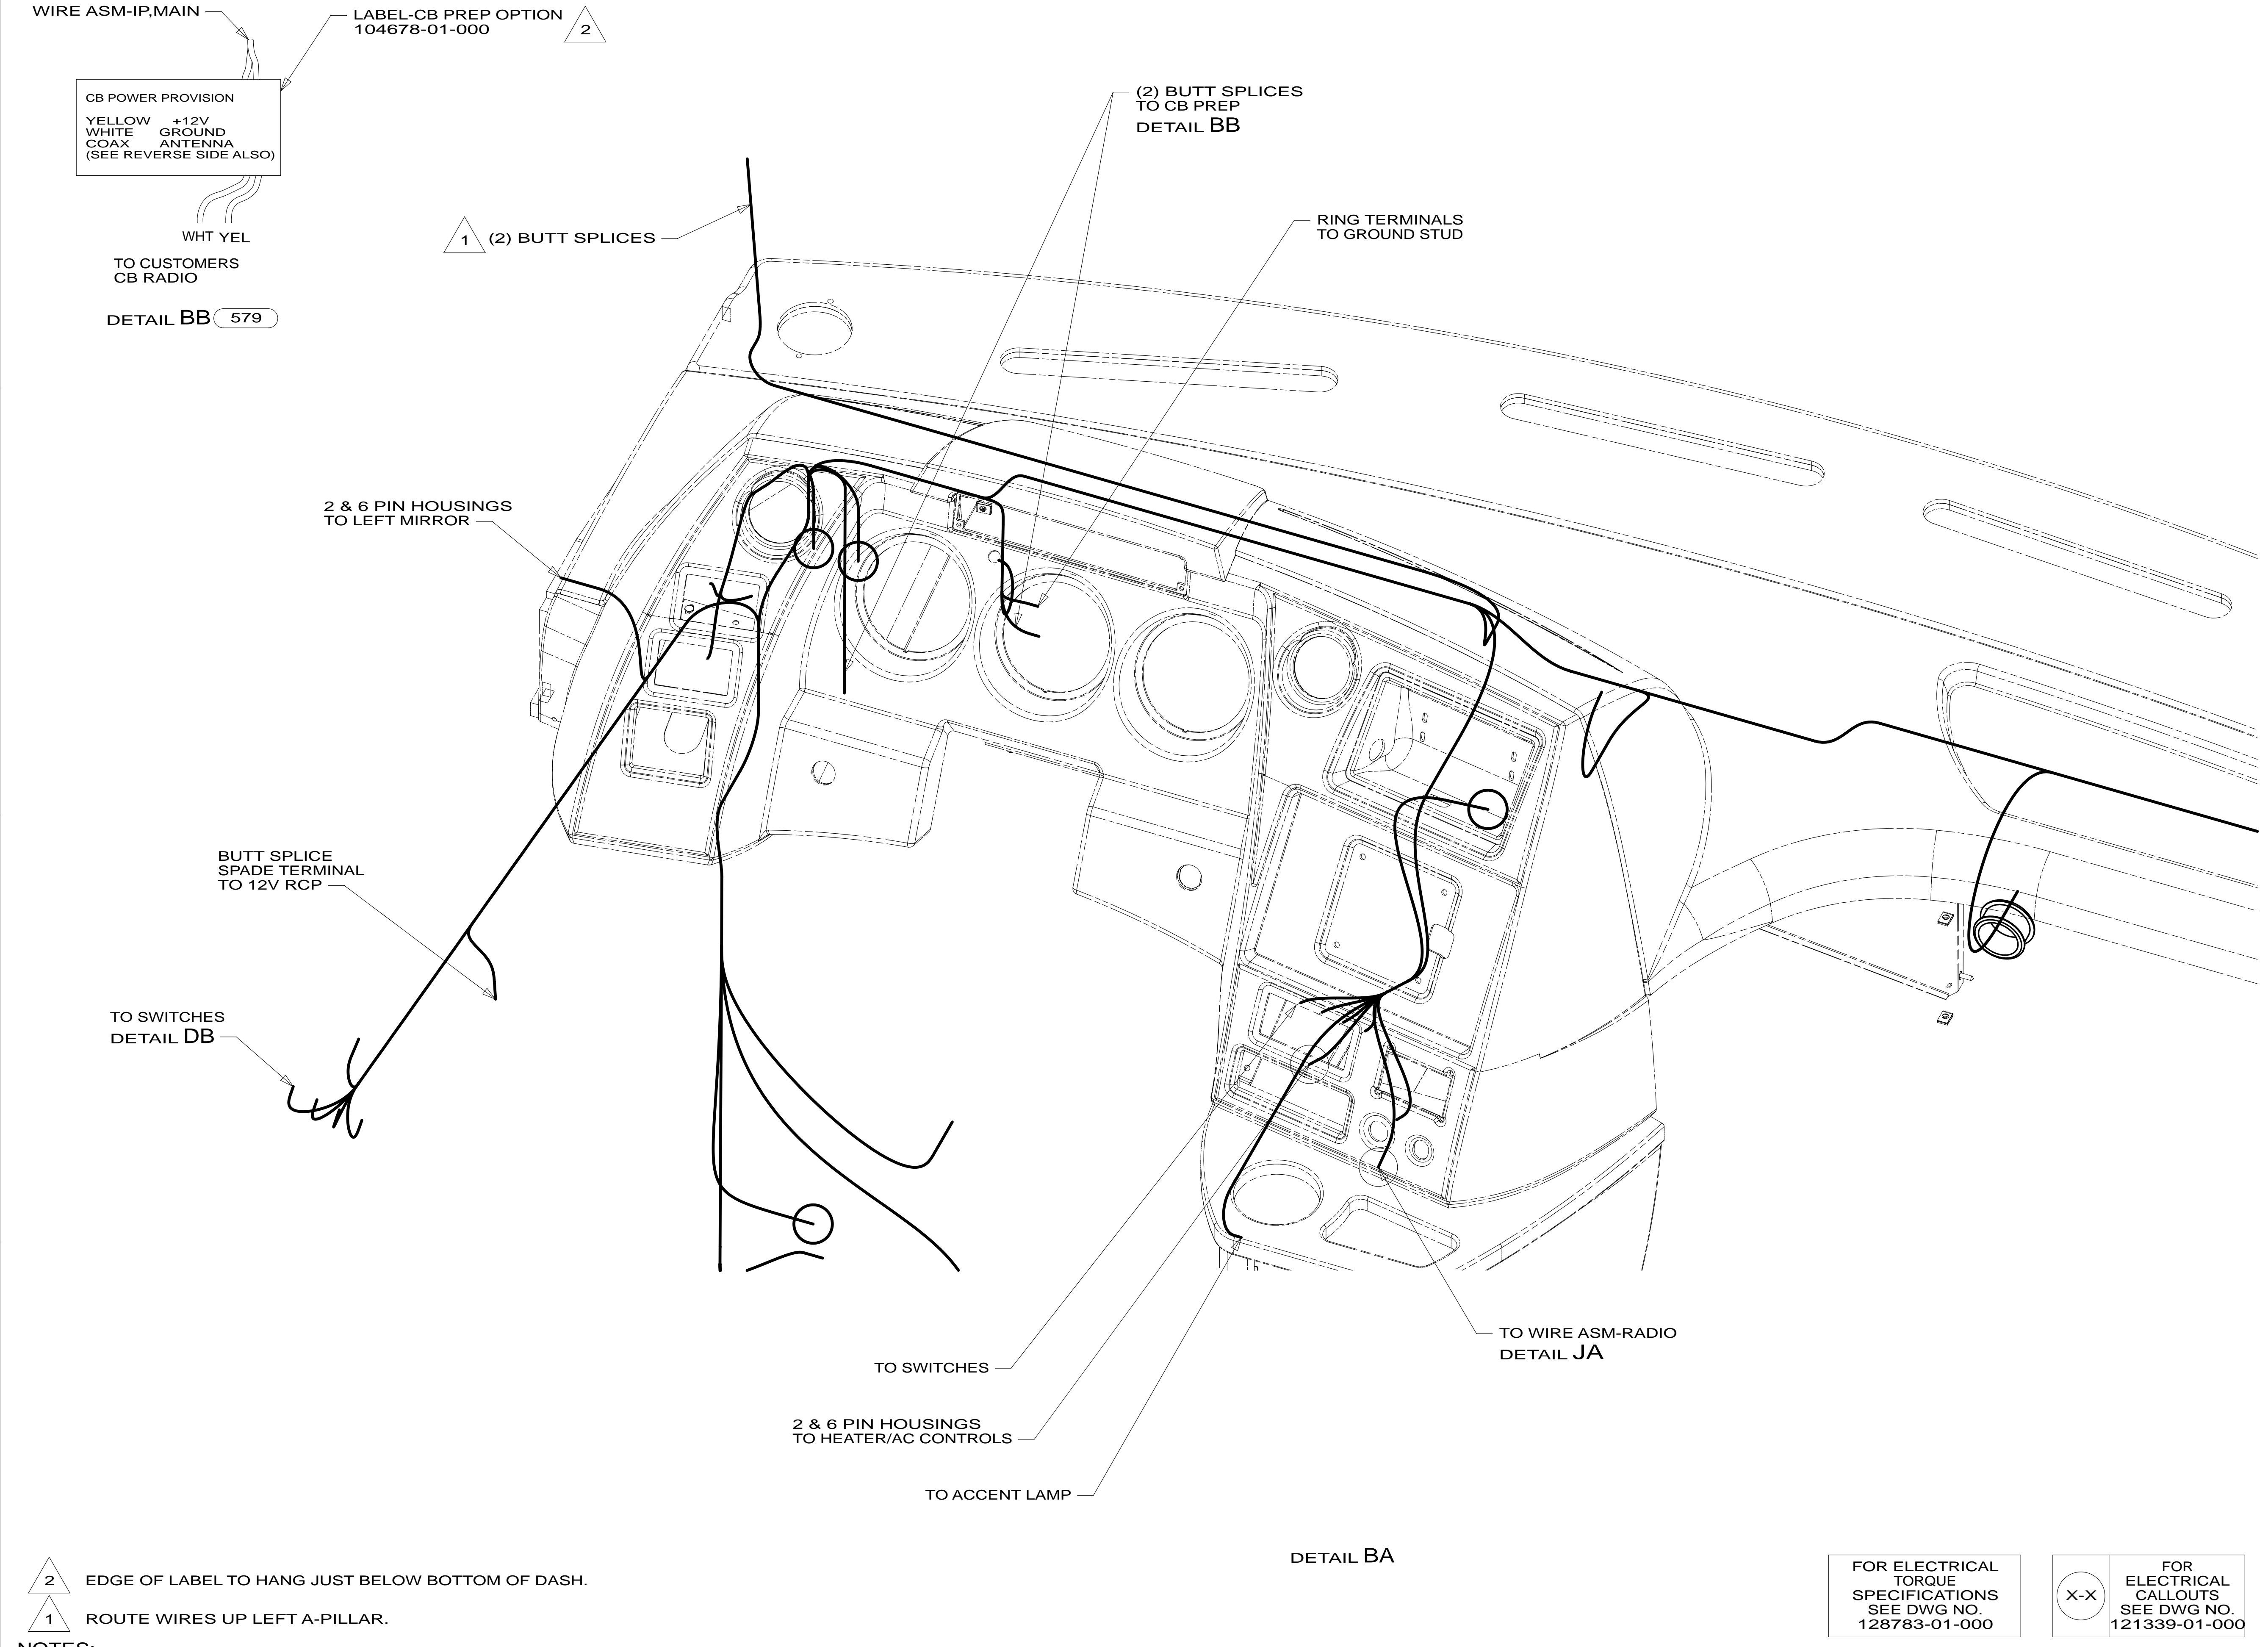 WIRE ASM-IP,MAIN
LABEL-CB PREP OPTION
104678-01-000
2
CB POWER PROVISION
YELLOW +12V
WHITE GROUND
COAX ANTENNA
(SEE REVERSE SIDE ALSO)
WHT YEL
TO CUSTOMERS
CB RADIO
DETAIL BB 579
(2) BUTT SPLICES
TO CB PREP
DETAIL BB
1 (2) BUTT SPLICES
RING TERMINALS
TO GROUND STUD
2 & 6 PIN HOUSINGS
TO LEFT MIRROR
BUTT SPLICE
SPADE TERMINAL
TO 12V RCP
TO SWITCHES
DETAIL DB
TO WIRE ASM-RADIO
DETAIL JA
TO SWITCHES
2 & 6 PIN HOUSINGS
TO HEATER/AC CONTROLS
TO ACCENT LAMP
DETAIL BA
2 EDGE OF LABEL TO HANG JUST BELOW BOTTOM OF DASH.
1 ROUTE WIRES UP LEFT A-PILLAR.
NOTES:
FOR ELECTRICAL
TORQUE
SPECIFICATIONS
SEE DWG NO.
128783-01-000
X-X
FOR
ELECTRICAL
CALLOUTS
SEE DWG NO.
121339-01-000